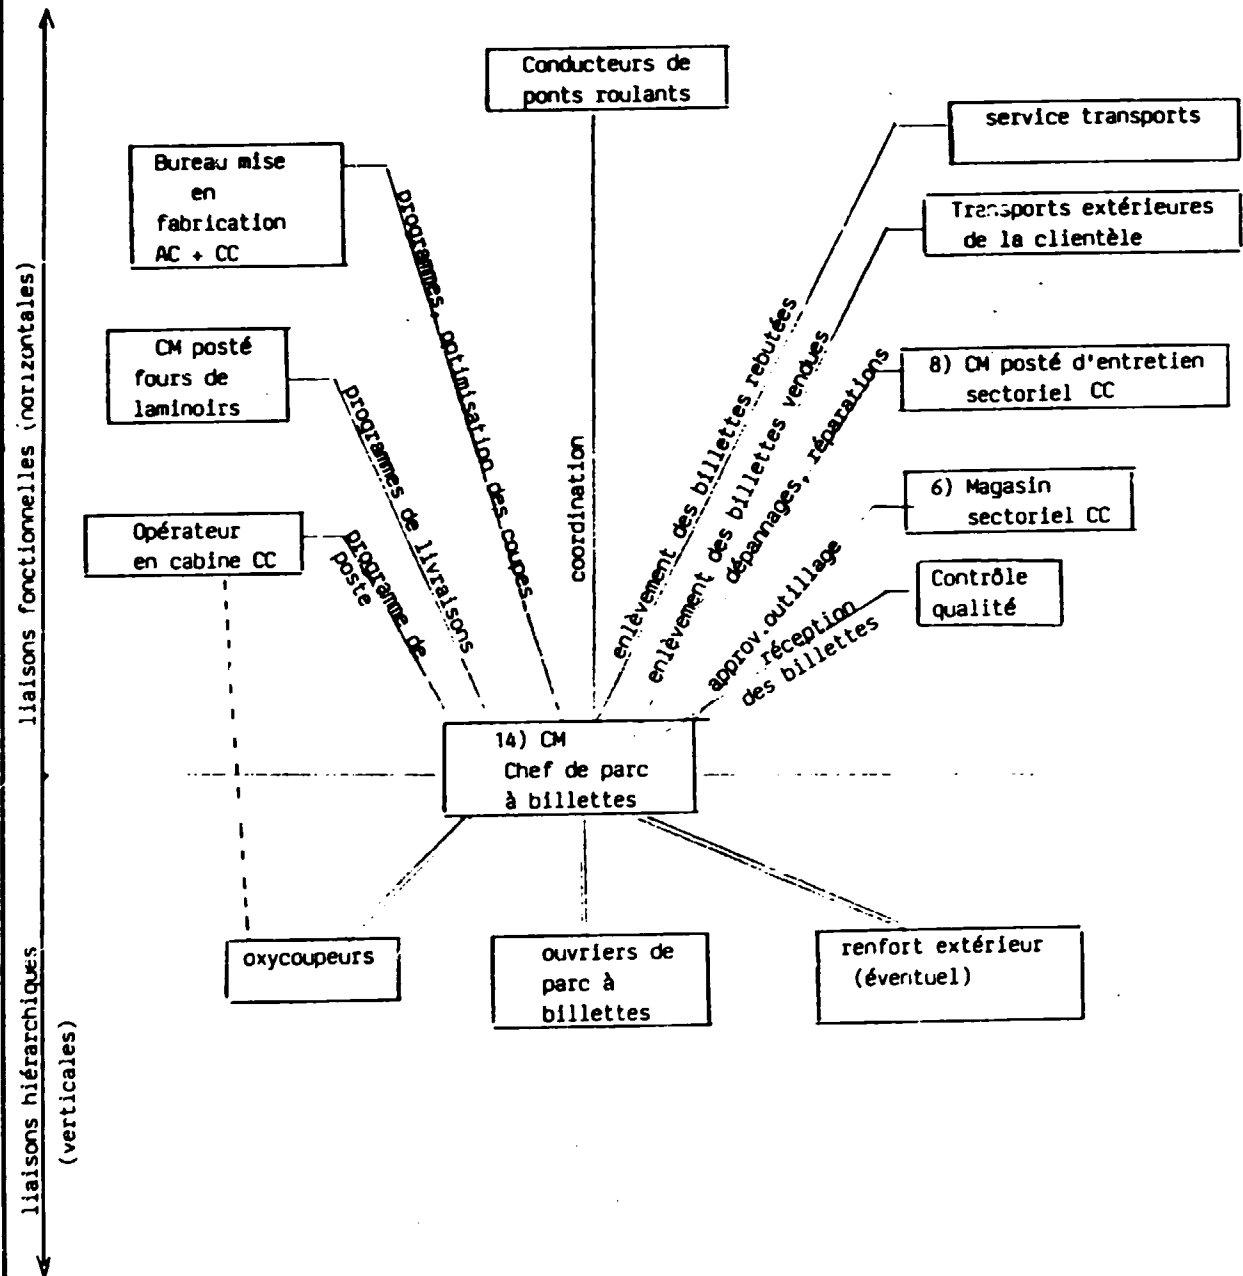 Conducteurs de
ponts roulants
service transports
Bureau mise
en
fabrication
AC + CC
Transports extérieures
de la clientèle
CM posté
fours de
laminoirs
8) CM posté d'entretien
sectoriel CC
6) Magasin
sectoriel CC
Opérateur
en cabine CC
Contrôle
qualité
programmes, optimisation des coupes
programmes de livraisons
programme de
poste
coordination
enlèvement des billettes rebutées
enlèvement des billettes vendues
dépannages, réparations
approv. outillage
réception
des billettes
14) CM
Chef de parc
à billettes
oxycoupeurs
ouvriers de
parc à
billettes
renfort extérieur
(éventuel)
liaisons fonctionnelles (horizontales)
liaisons hiérarchiques
(verticales)